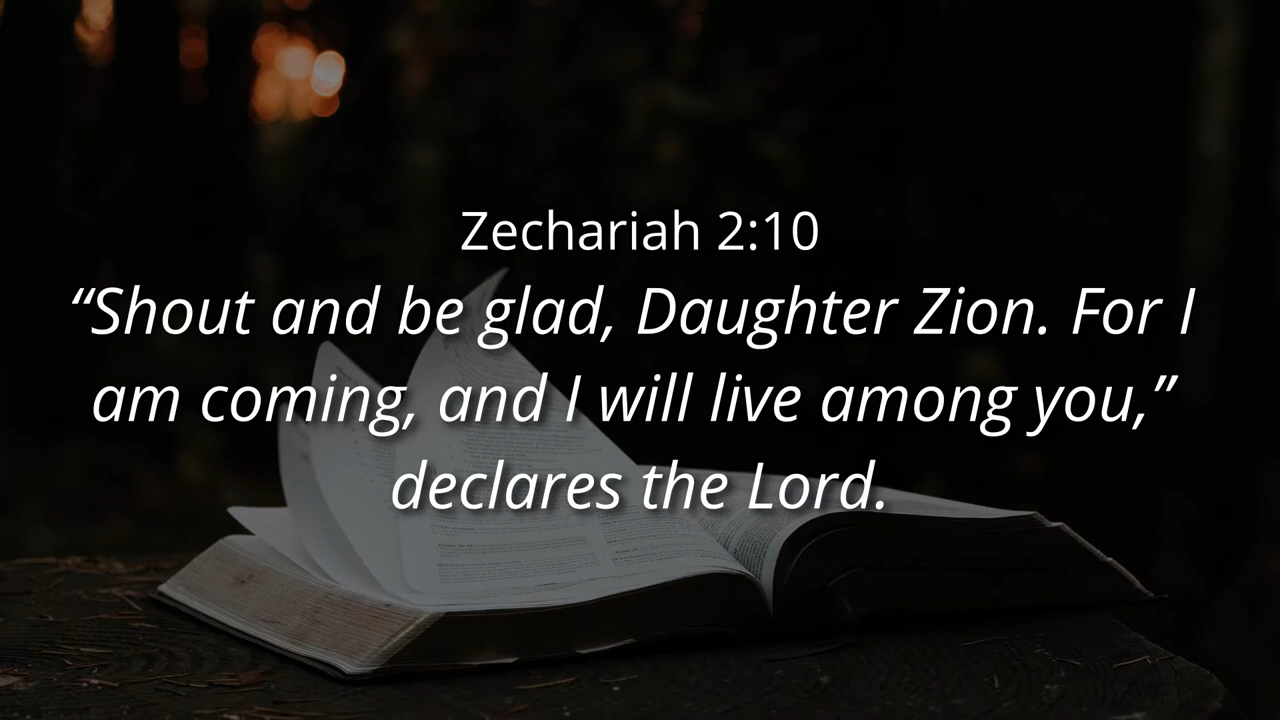 Zechariah 2:10
“Shout and be glad, Daughter Zion. For I
am coming, and I will live among you,”
declares the Lord.